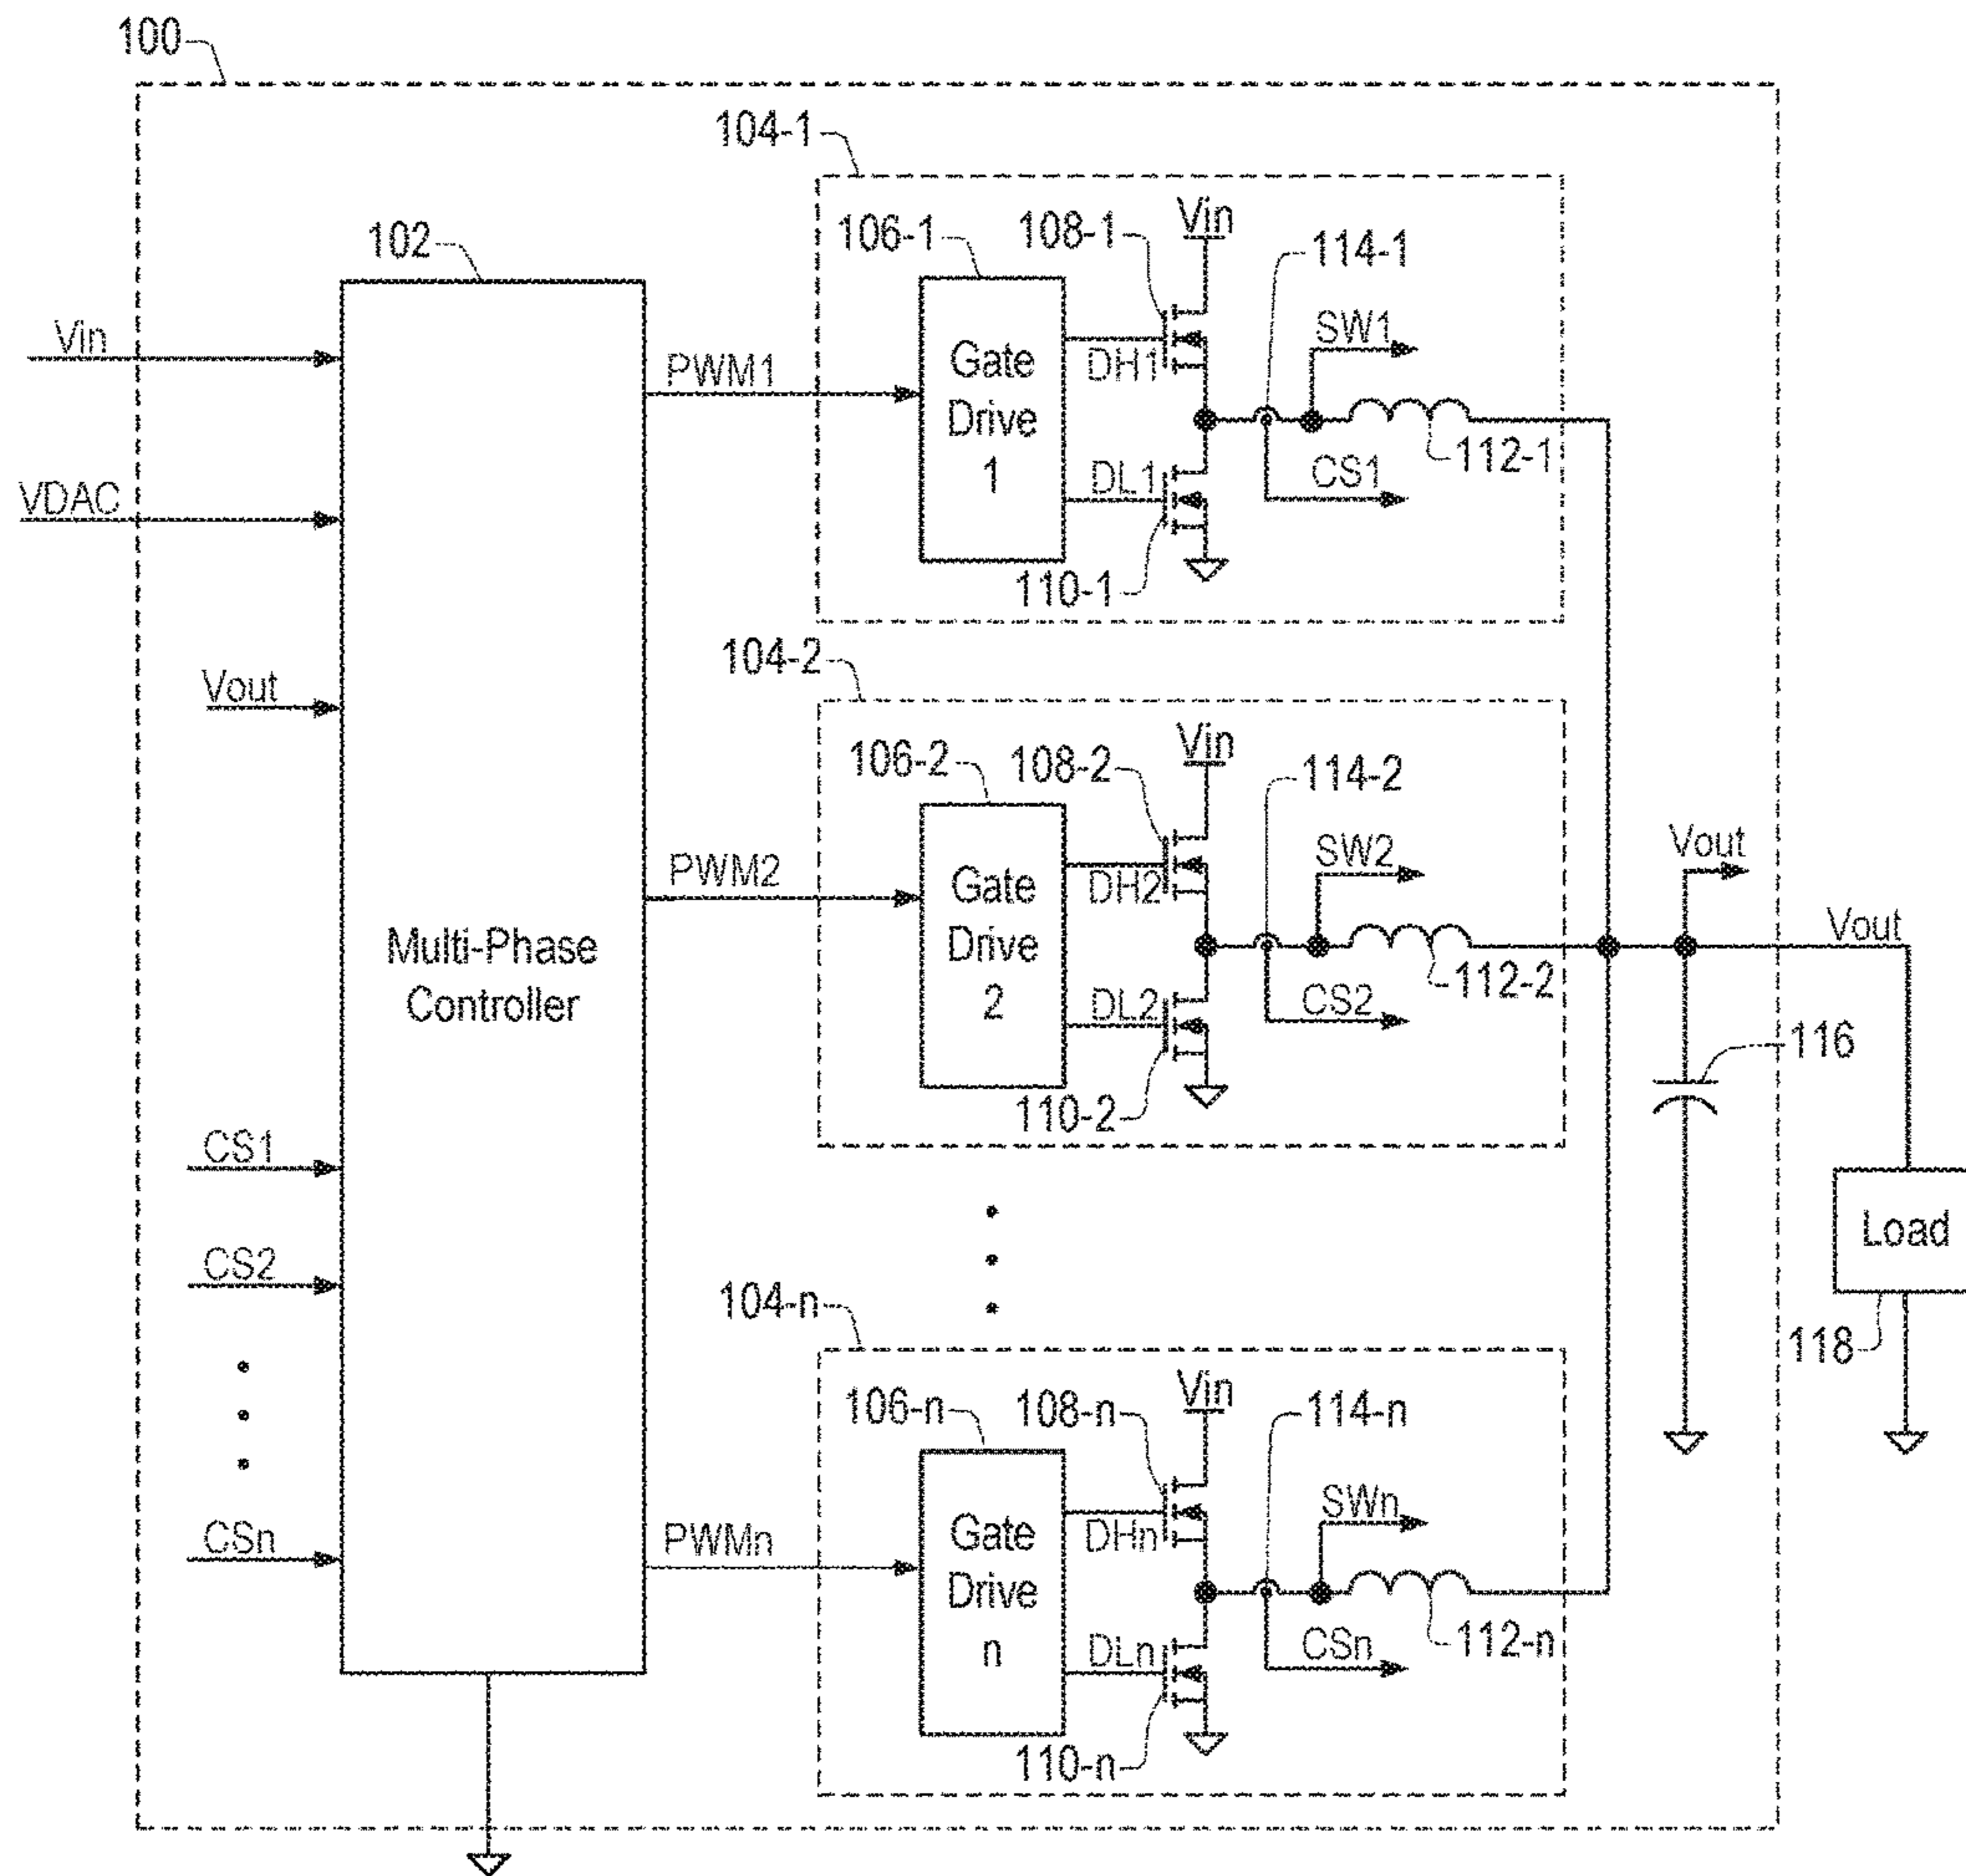 100
104-1
102
106-1
108-1
Vin
114-1
SW1
Vin
PWM1
Gate
Drive
1
DH1
DL1
CS1
112-1
110-1
VDAC
Vout
104-2
106-2
108-2
Vin
114-2
SW2
PWM2
Gate
Drive
2
DH2
DL2
CS2
112-2
110-2
Vout
Vout
Multi-Phase
Controller
116
CS1
CS2
CSn
Load
118
104-n
106-n
108-n
Vin
114-n
SWn
PWMn
Gate
Drive
n
DHn
DLn
CSn
112-n
110-n